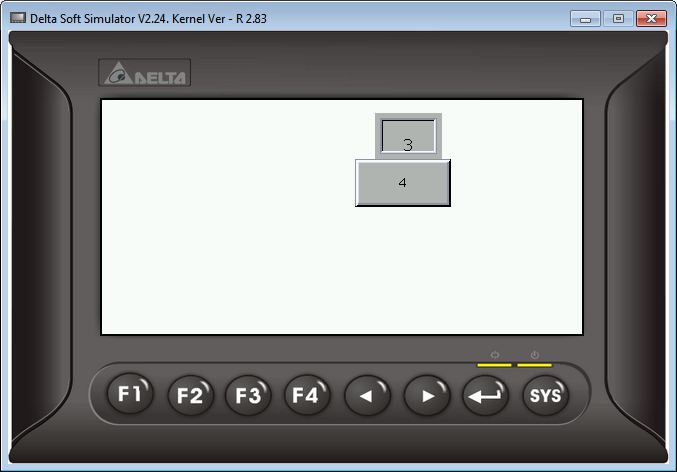 Delta Soft Simulator V2.24. Kernel Ver - R 2.83
DELTA
3
4
F1 F2 F3 F4 SYS